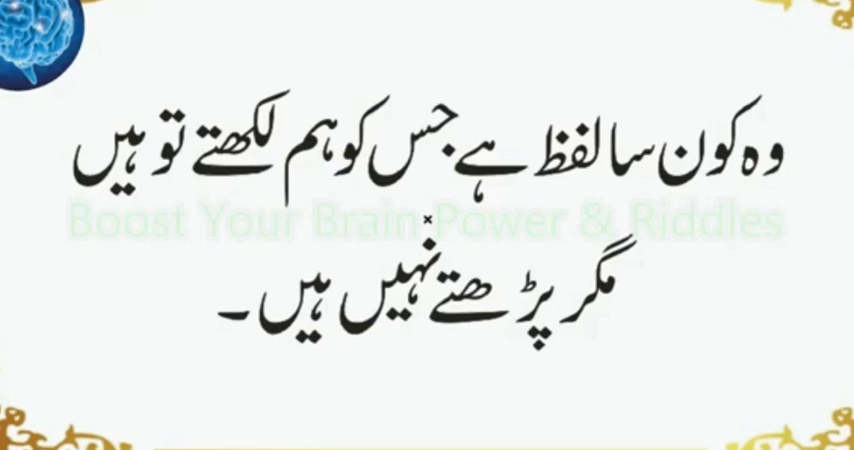 وہ کون سا لفظ ہے جس کو ہم لکھتے تو ہیں
Boost Your Brain Power & Riddles
مگر پڑھتے نہیں ہیں۔